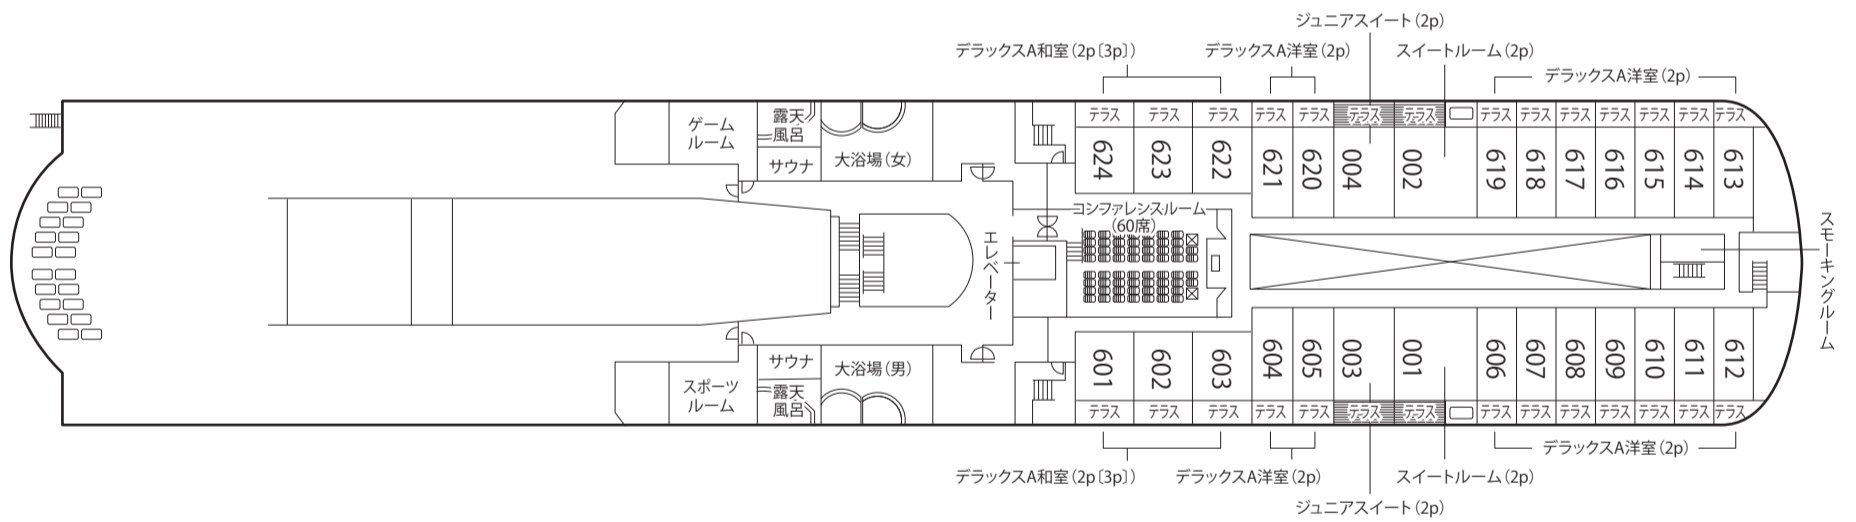 ジュニアスイート(2p)
デラックスA和室(2p〔3p〕)
デラックスA洋室(2p)
スイートルーム(2p)
デラックスA洋室(2p)
テラス
テラス
テラス
テラス
テラス
テラス
テラス
テラス
テラス
テラス
テラス
テラス
テラス
テラス
ゲーム
ルーム
露天
風呂
サウナ
大浴場(女)
624
623
622
621
620
004
002
619
618
617
616
615
614
613
コンファレンスルーム
(60席)
エレベーター
スモーキングルーム
サウナ
大浴場(男)
スポーツ
ルーム
露天
風呂
601
602
603
604
605
003
001
606
607
608
609
610
611
612
テラス
テラス
テラス
テラス
テラス
テラス
テラス
テラス
テラス
テラス
テラス
テラス
テラス
テラス
デラックスA洋室(2p)
デラックスA和室(2p〔3p〕)
デラックスA洋室(2p)
スイートルーム(2p)
ジュニアスイート(2p)